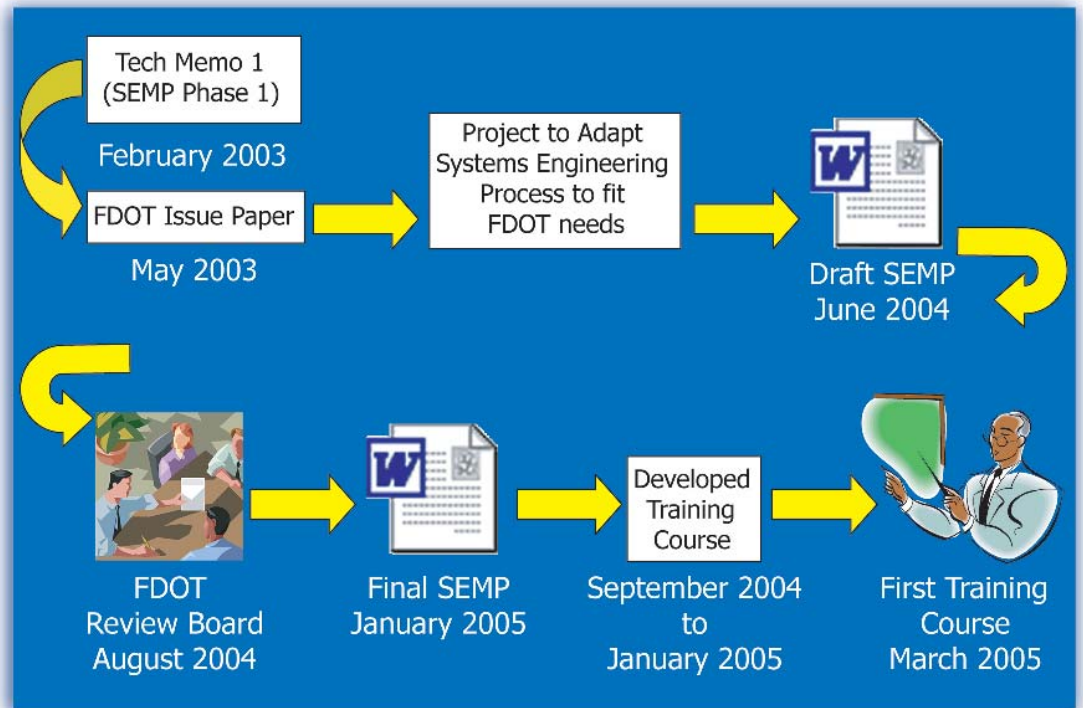 Tech Memo 1
(SEMP Phase 1)
February 2003
FDOT Issue Paper
May 2003
Project to Adapt
Systems Engineering
Process to fit
FDOT needs
W
Draft SEMP
June 2004
FDOT
Review Board
August 2004
W
Final SEMP
January 2005
Developed
Training
Course
September 2004
to
January 2005
First Training
Course
March 2005